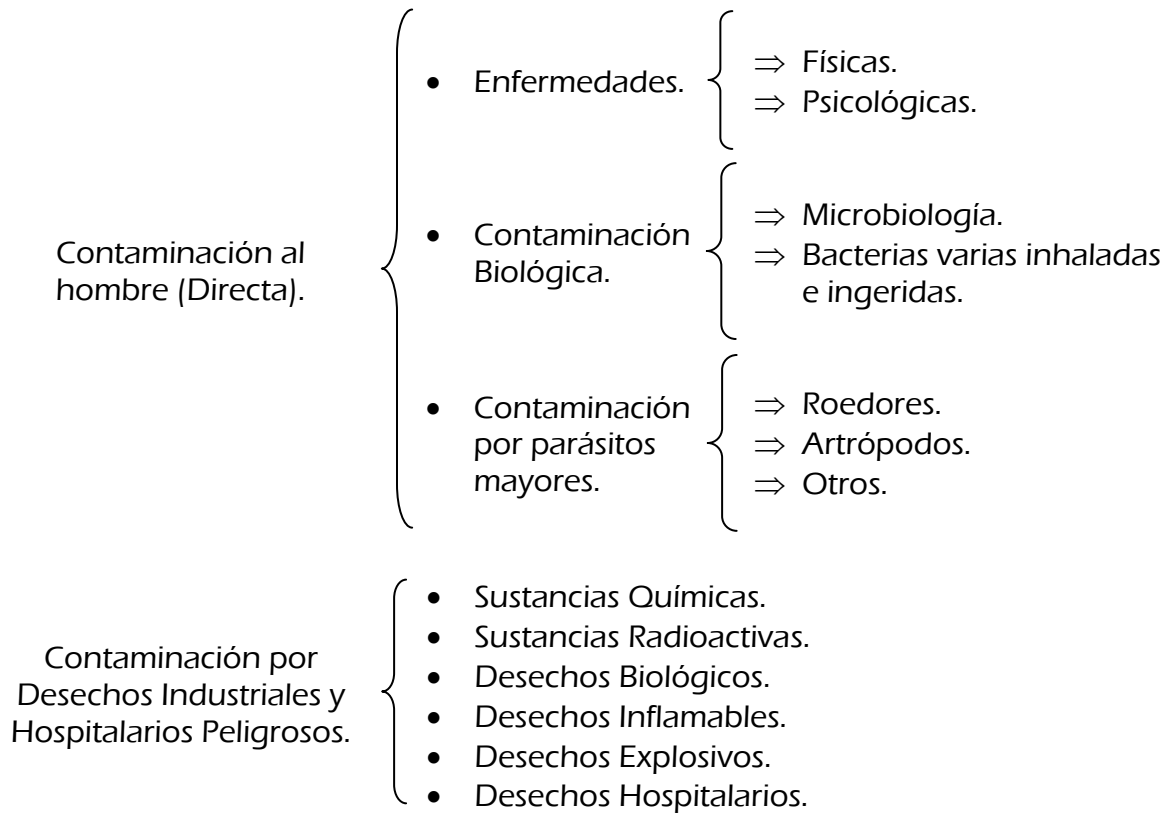 Contaminación al
hombre (Directa).
• Enfermedades.
⇒ Físicas.
⇒ Psicológicas.
• Contaminación
Biológica.
⇒ Microbiología.
⇒ Bacterias varias inhaladas
e ingeridas.
• Contaminación
por parásitos
mayores.
⇒ Roedores.
⇒ Artrópodos.
⇒ Otros.
Contaminación por
Desechos Industriales y
Hospitalarios Peligrosos.
• Sustancias Químicas.
• Sustancias Radioactivas.
• Desechos Biológicos.
• Desechos Inflamables.
• Desechos Explosivos.
• Desechos Hospitalarios.